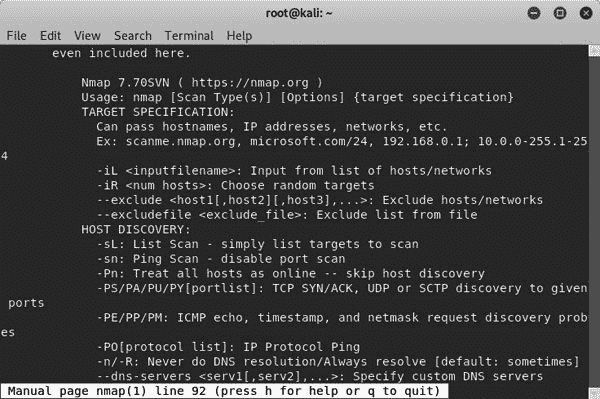 root@kali: ~
File Edit View Search Terminal Help
even included here.
Nmap 7.70SVN ( https://nmap.org )
Usage: nmap [Scan Type(s)] [Options] {target specification}
TARGET SPECIFICATION:
Can pass hostnames, IP addresses, networks, etc.
Ex: scanme.nmap.org, microsoft.com/24, 192.168.0.1; 10.0.0-255.1-25
4
-iL <inputfilename>: Input from list of hosts/networks
-iR <num hosts>: Choose random targets
--exclude <host1[,host2][,host3],...>: Exclude hosts/networks
--excludefile <exclude_file>: Exclude list from file
HOST DISCOVERY:
-sL: List Scan - simply list targets to scan
-sn: Ping Scan - disable port scan
-Pn: Treat all hosts as online -- skip host discovery
-PS/PA/PU/PY[portlist]: TCP SYN/ACK, UDP or SCTP discovery to given
ports
-PE/PP/PM: ICMP echo, timestamp, and netmask request discovery prob
es
-PO[protocol list]: IP Protocol Ping
-n/-R: Never do DNS resolution/Always resolve [default: sometimes]
--dns-servers <serv1[,serv2],...>: Specify custom DNS servers
Manual page nmap(1) line 92 (press h for help or q to quit)